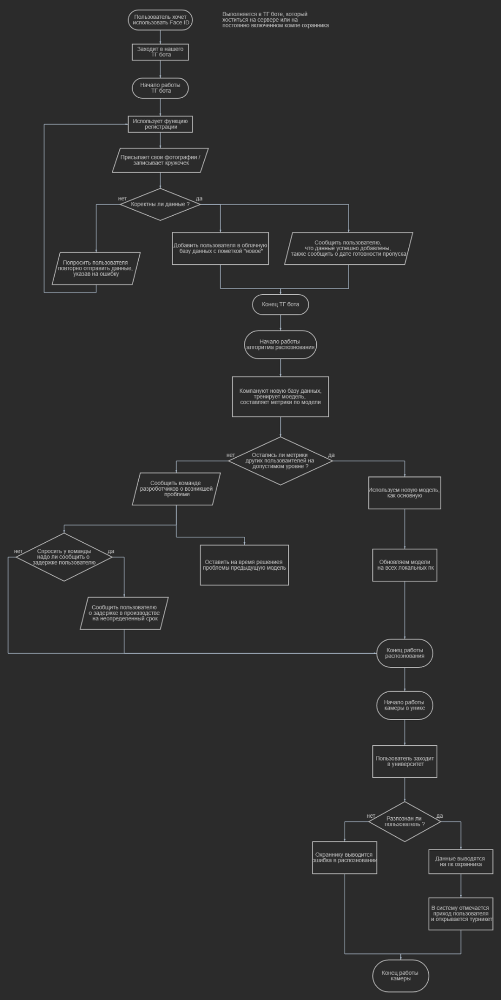 Пользователь хочет
использовать Face ID
Выполняется в ТГ боте, который
хоститься на сервере или на
постоянно включенном компе охранника
Заходит в нашего
ТГ бота
Начало работы
ТГ бота
Использует функцию
регистрации
Присылает свои фотографии /
записывает кружочек
нет
да
Коректны ли данные ?
Добавить пользователя в облачную
базу данных с пометкой "новое"
Сообщить пользователю,
что данные успешно добавлены,
также сообщить о дате готовности пропуска
Попросить пользователя
повторно отправить данные,
указав на ошибку
Конец ТГ бота
Начало работы
алгоритма распознования
Компануют новую базу данных,
тренирует моедель,
составляет метрики по модели
нет
да
Остались ли метрики
других пользоваителей на
допустимом уровне ?
Сообщить команде
разроботчиков о возникшей
проблеме
Используем новую модель,
как основную
нет
да
Спросить у команды
надо ли сообщить о
задержке пользователю
Оставить на время решениея
проблемы предыдущую модель
Обновляем модели
на всех локальных пк
Сообщить пользователю
о задержке в производстве
на неопределенный срок
Конец работы
распознования
Начало работы
камеры в унике
Пользователь заходит
в университет
нет
да
Разпознан ли
пользователь ?
Охраннику выводится
ошибка в распозновании
Данные выводятся
на пк охранника
В систему отмечается
приход пользователя
и открывается турникет
Конец работы
камеры